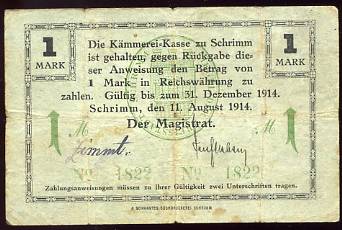 1
MARK
1
MARK
Die Kämmerei-Kasse zu Schrimm
ist gehalten, gegen Rückgabe die-
ser Anweisung den Betrag von
1 Mark in Reichswährung zu
zahlen. Gültig bis zum 31. Dezember 1914.
Schrimm, den 11. August 1914.
Der Magistrat.
1 M. M. 1
No 1822 No 1822
Zahlungsanweisungen müssen zu ihrer Gültigkeit zwei Unterschriften tragen.